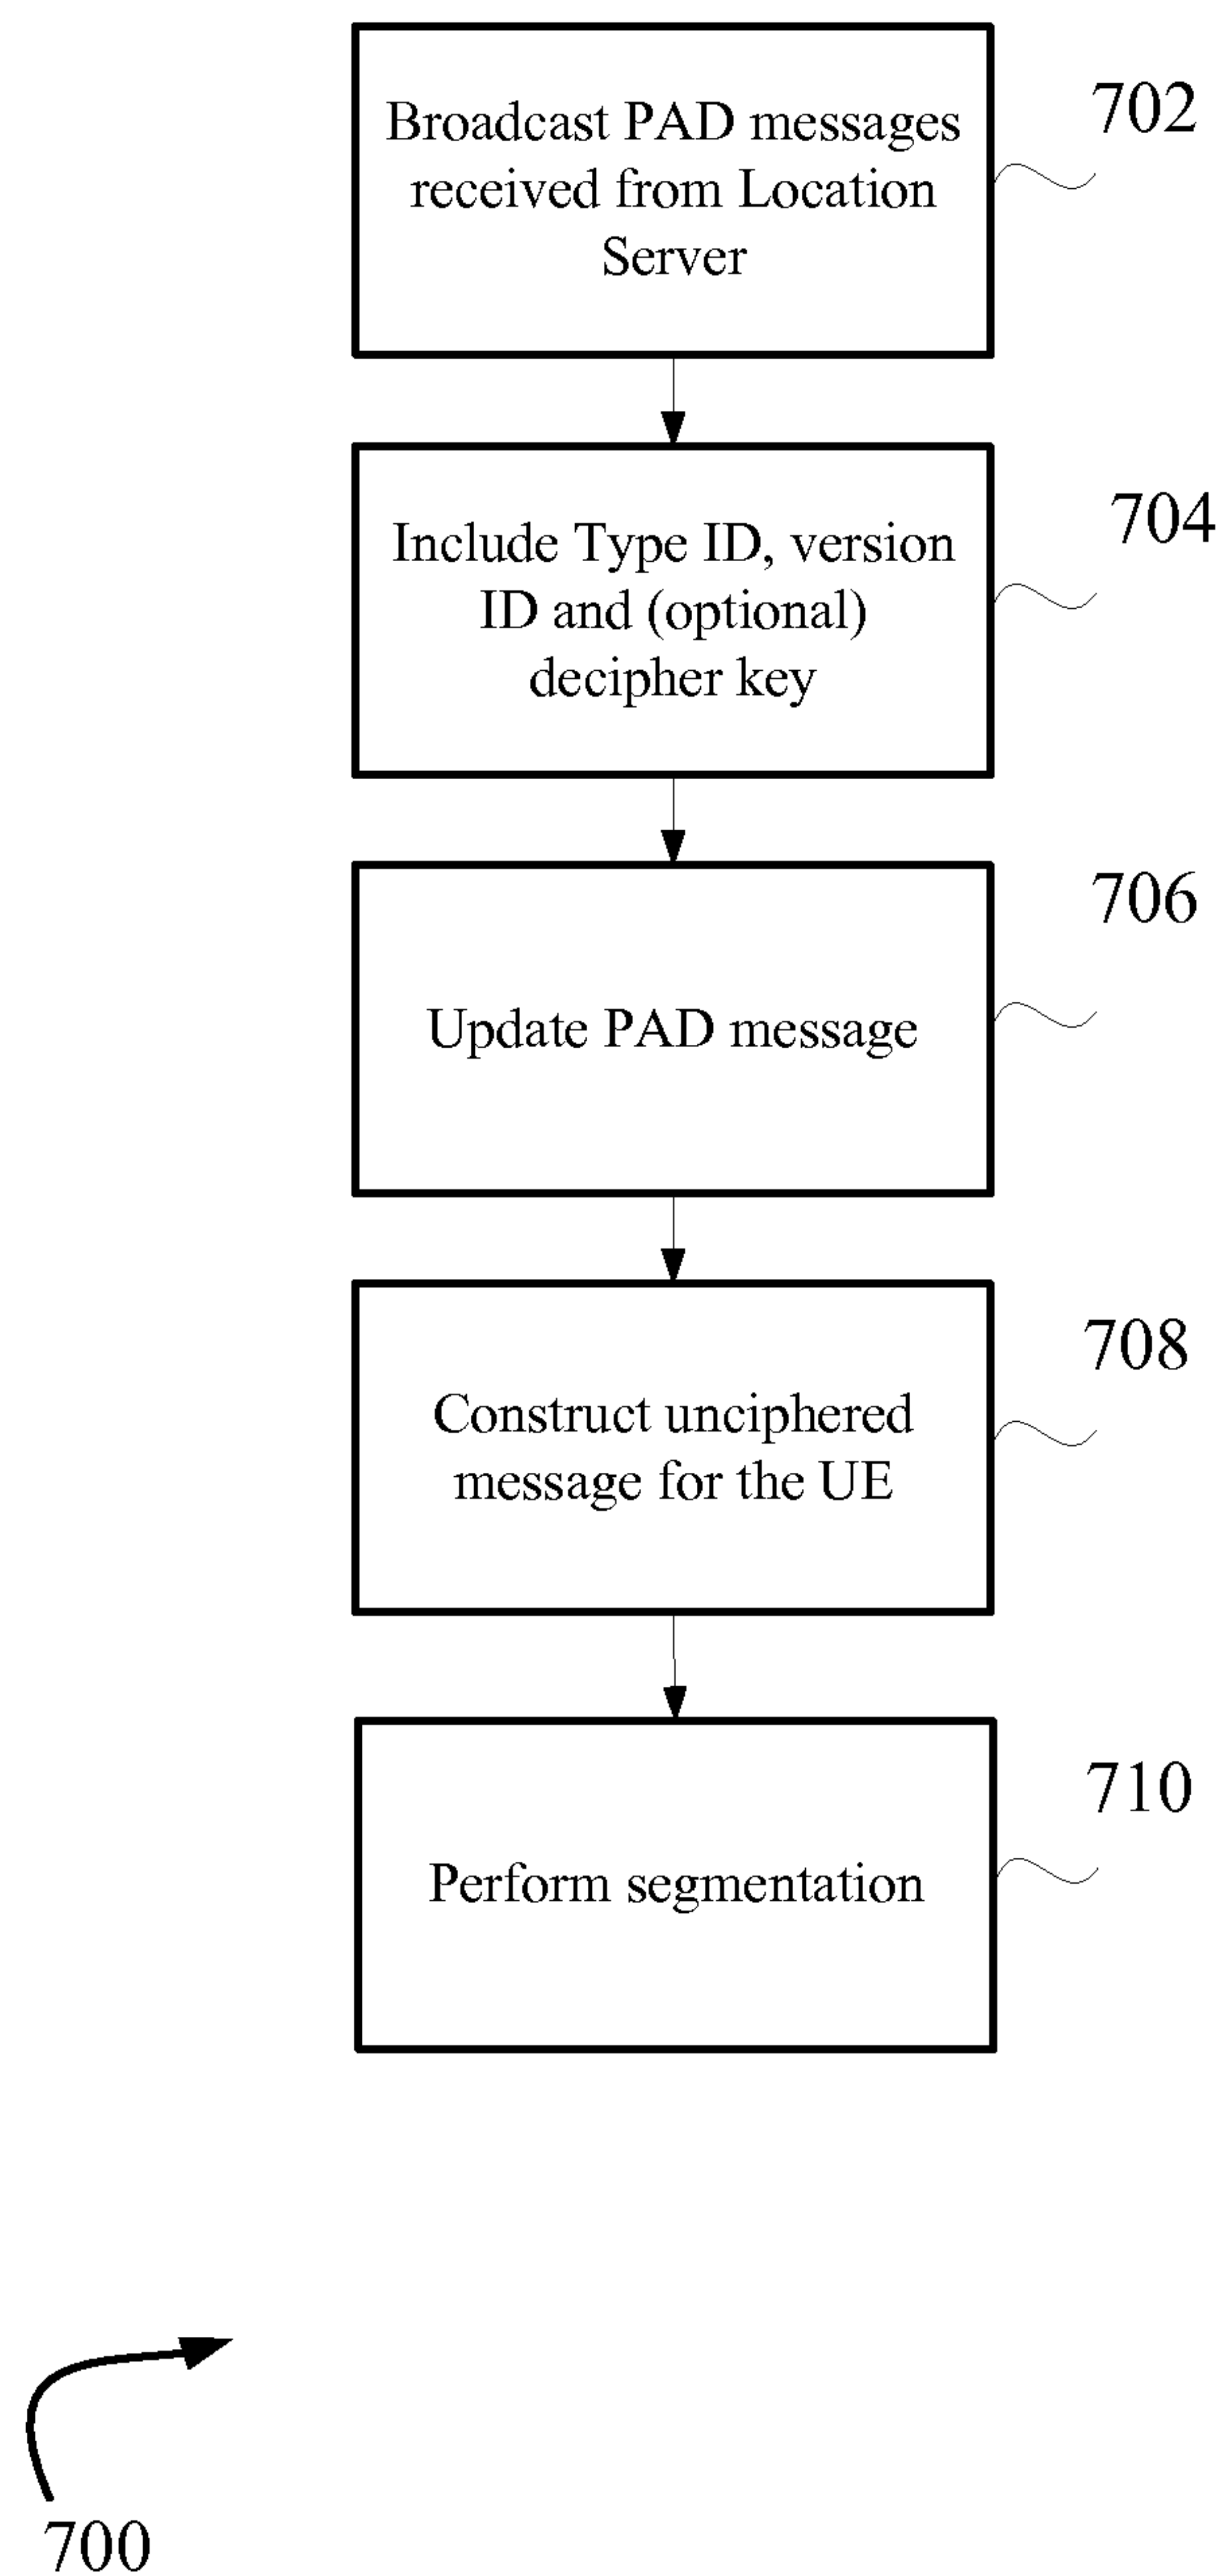 Broadcast PAD messages
received from Location
Server
702
Include Type ID, version
ID and (optional)
decipher key
704
Update PAD message
706
Construct unciphered
message for the UE
708
Perform segmentation
710
700